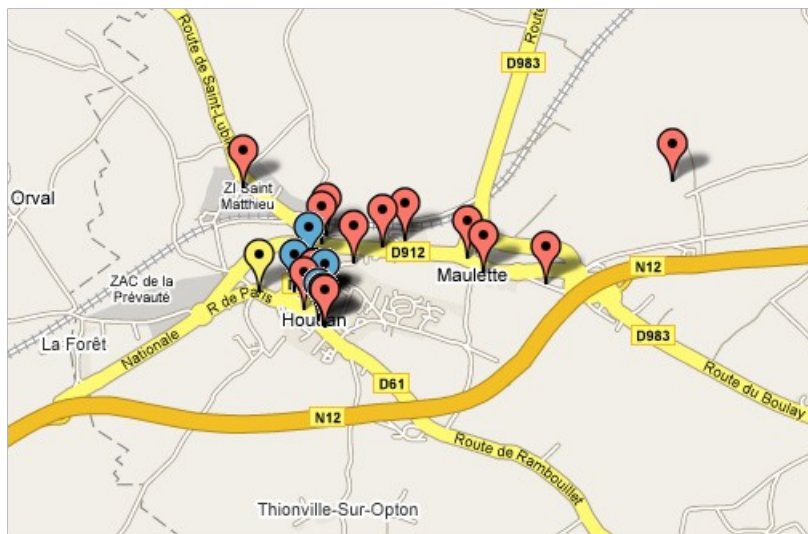 Route de Saint-Lubin
Route
D983
Orval
ZI Saint
Matthieu
D912
Maulette
N12
ZAC de la
Prévauté
R de Paris
Houdan
La Forêt
Nationale
D983
D61
Route du Boulay
N12
Route de Rambouillet
Thionville-Sur-Opton